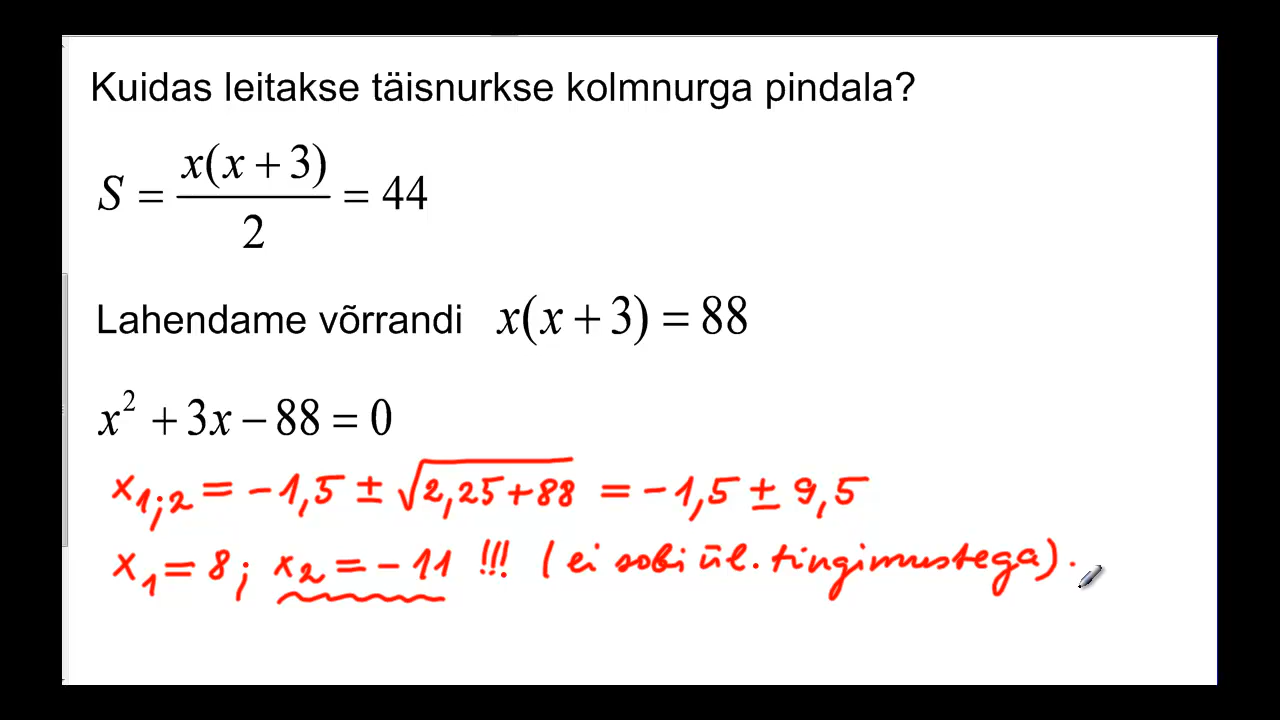 Kuidas leitakse täisnurkse kolmnurga pindala?
S = x(x + 3) / 2 = 44
Lahendame võrrandi x(x + 3) = 88
x² + 3x − 88 = 0
x₁;₂ = −1,5 ± √(2,25+88) = −1,5 ± 9,5
x₁ = 8; x₂ = −11 !!! (ei sobi ül. tingimustega).